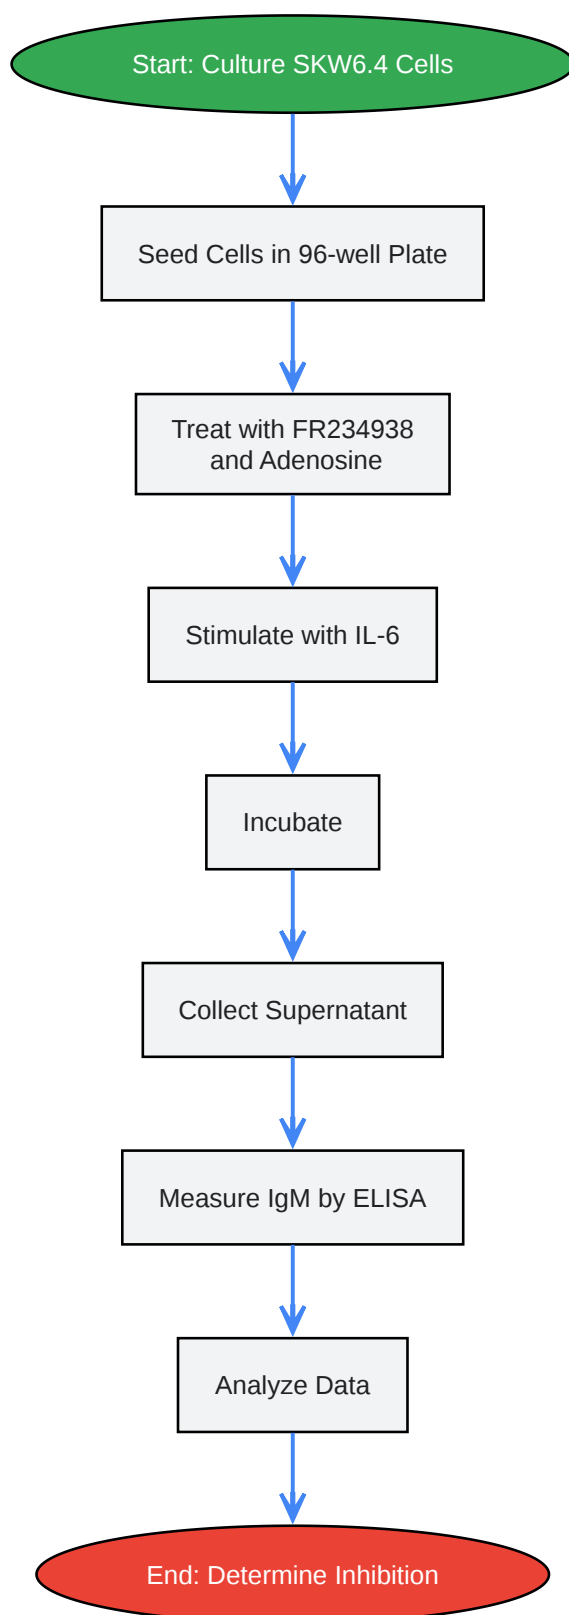 Start: Culture SKW6.4 Cells
Seed Cells in 96-well Plate
Treat with FR234938
and Adenosine
Stimulate with IL-6
Incubate
Collect Supernatant
Measure IgM by ELISA
Analyze Data
End: Determine Inhibition